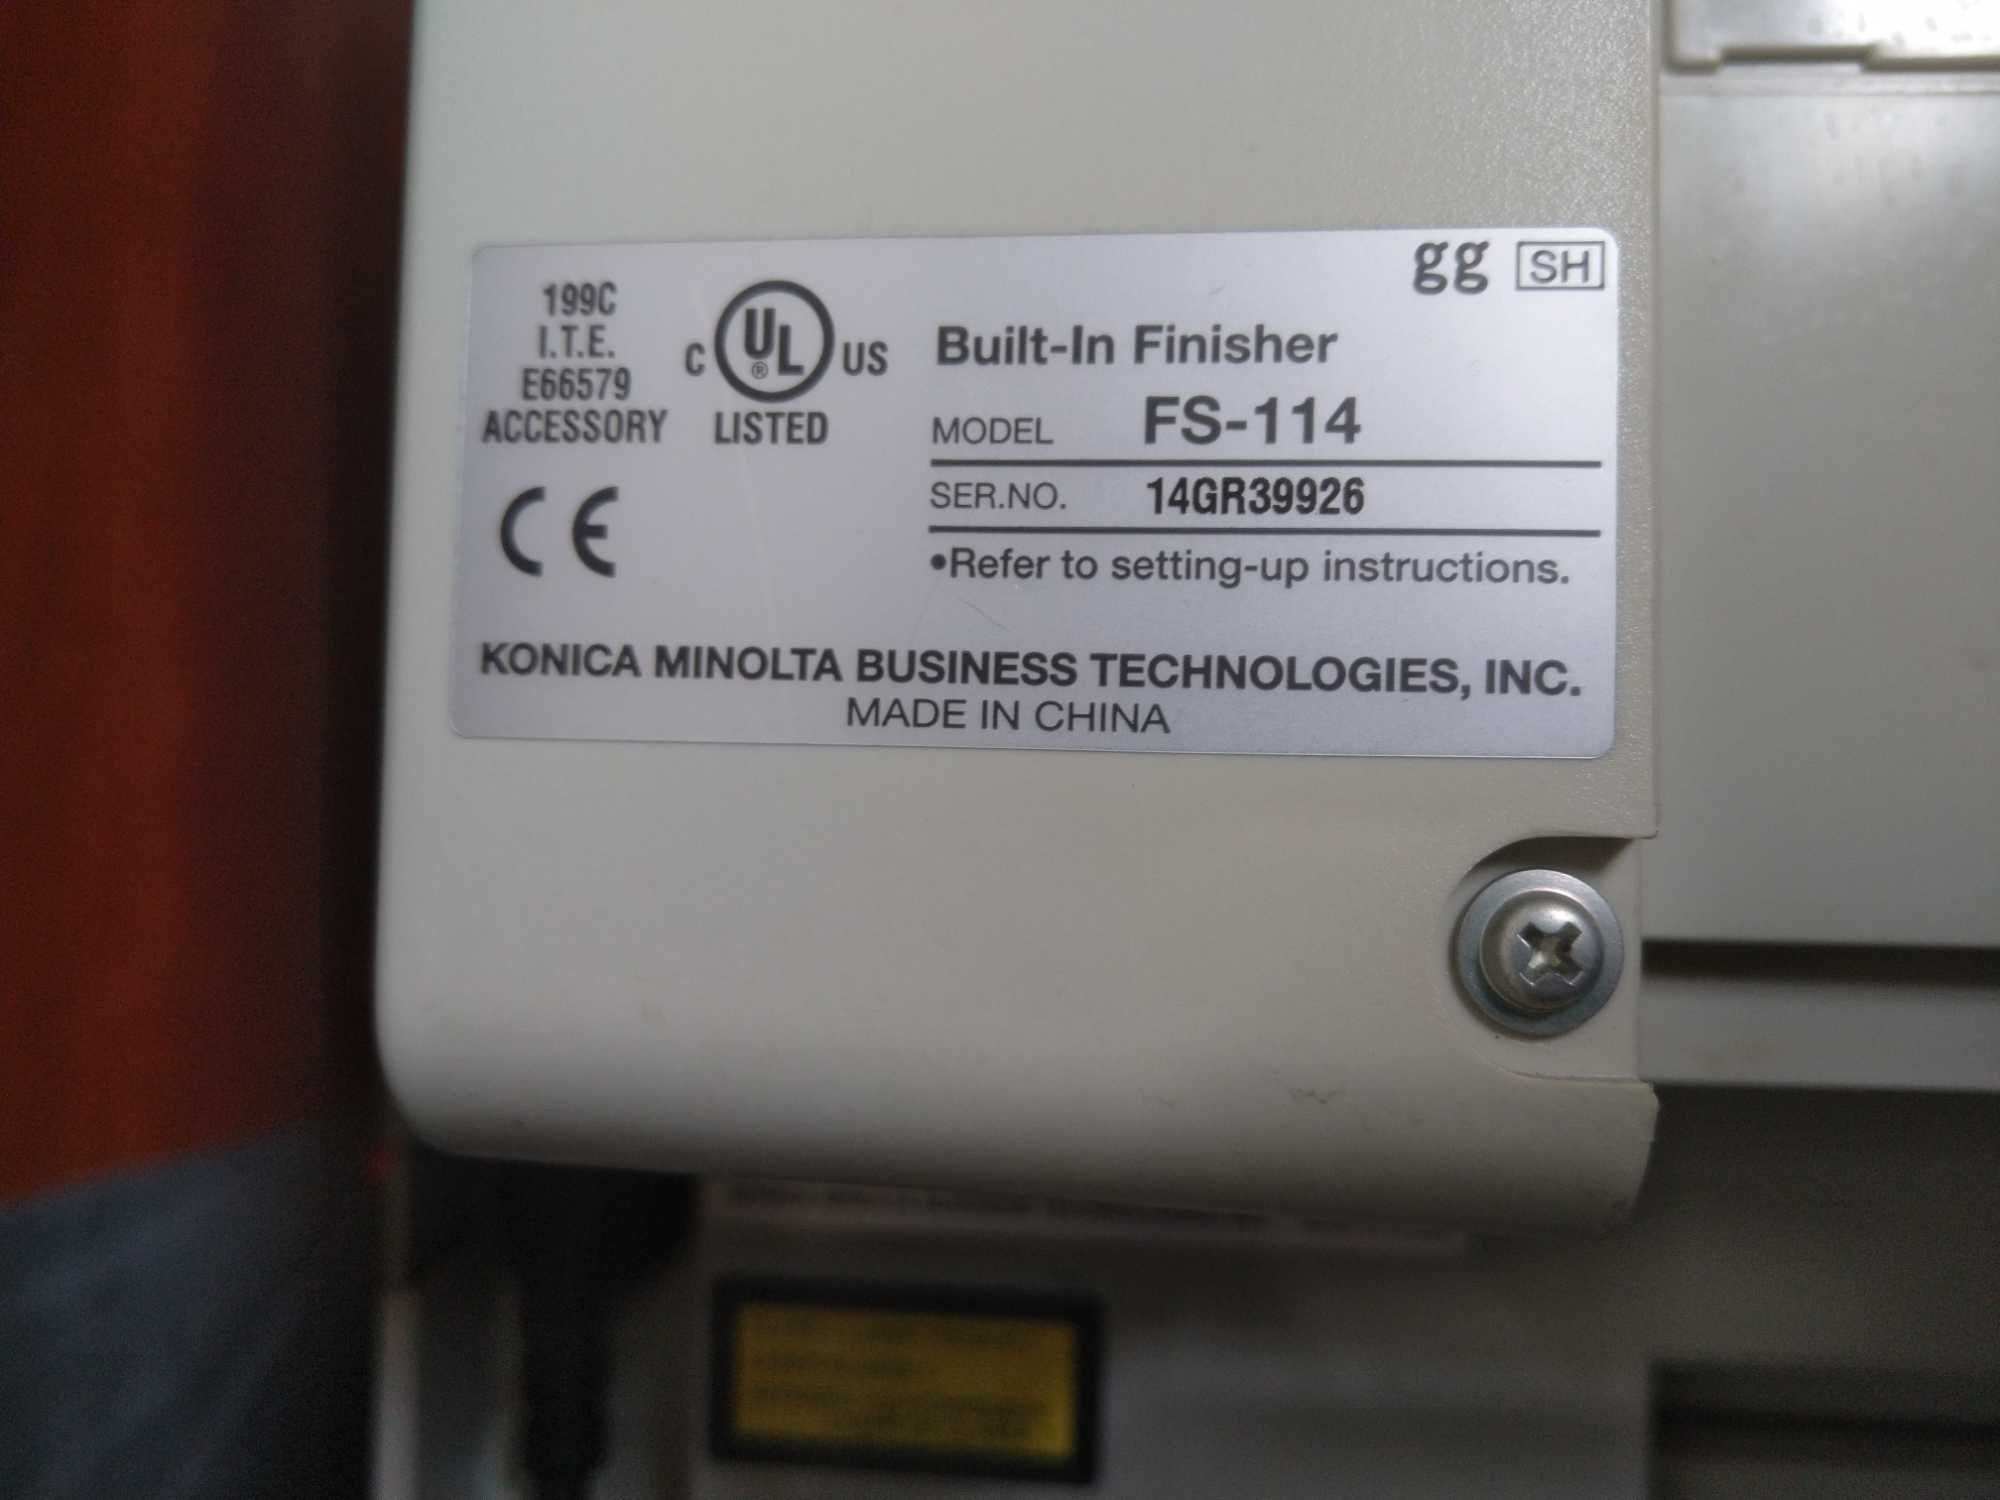 gg SH
199C
I.T.E.
E66579
ACCESSORY
C UL® US
LISTED
CE
Built-In Finisher
MODEL FS-114
SER.NO. 14GR39926
•Refer to setting-up instructions.
KONICA MINOLTA BUSINESS TECHNOLOGIES, INC.
MADE IN CHINA